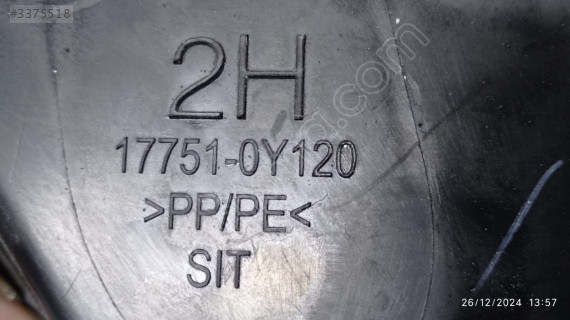 #3375518
2H
17751-0Y120
>PP/PE<
SIT
26/12/2024 13:57